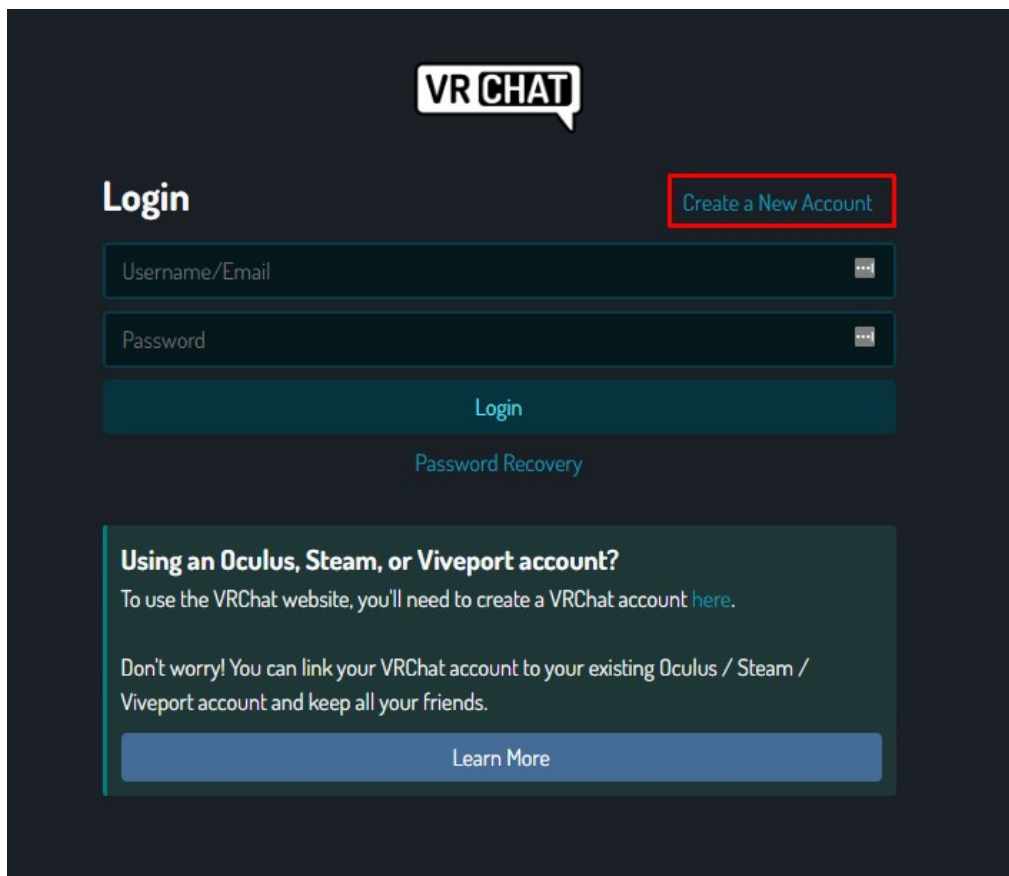 VR CHAT
Login
Create a New Account
Username/Email
Password
Login
Password Recovery
Using an Oculus, Steam, or Viveport account?
To use the VRChat website, you'll need to create a VRChat account here.
Don't worry! You can link your VRChat account to your existing Oculus / Steam /
Viveport account and keep all your friends.
Learn More